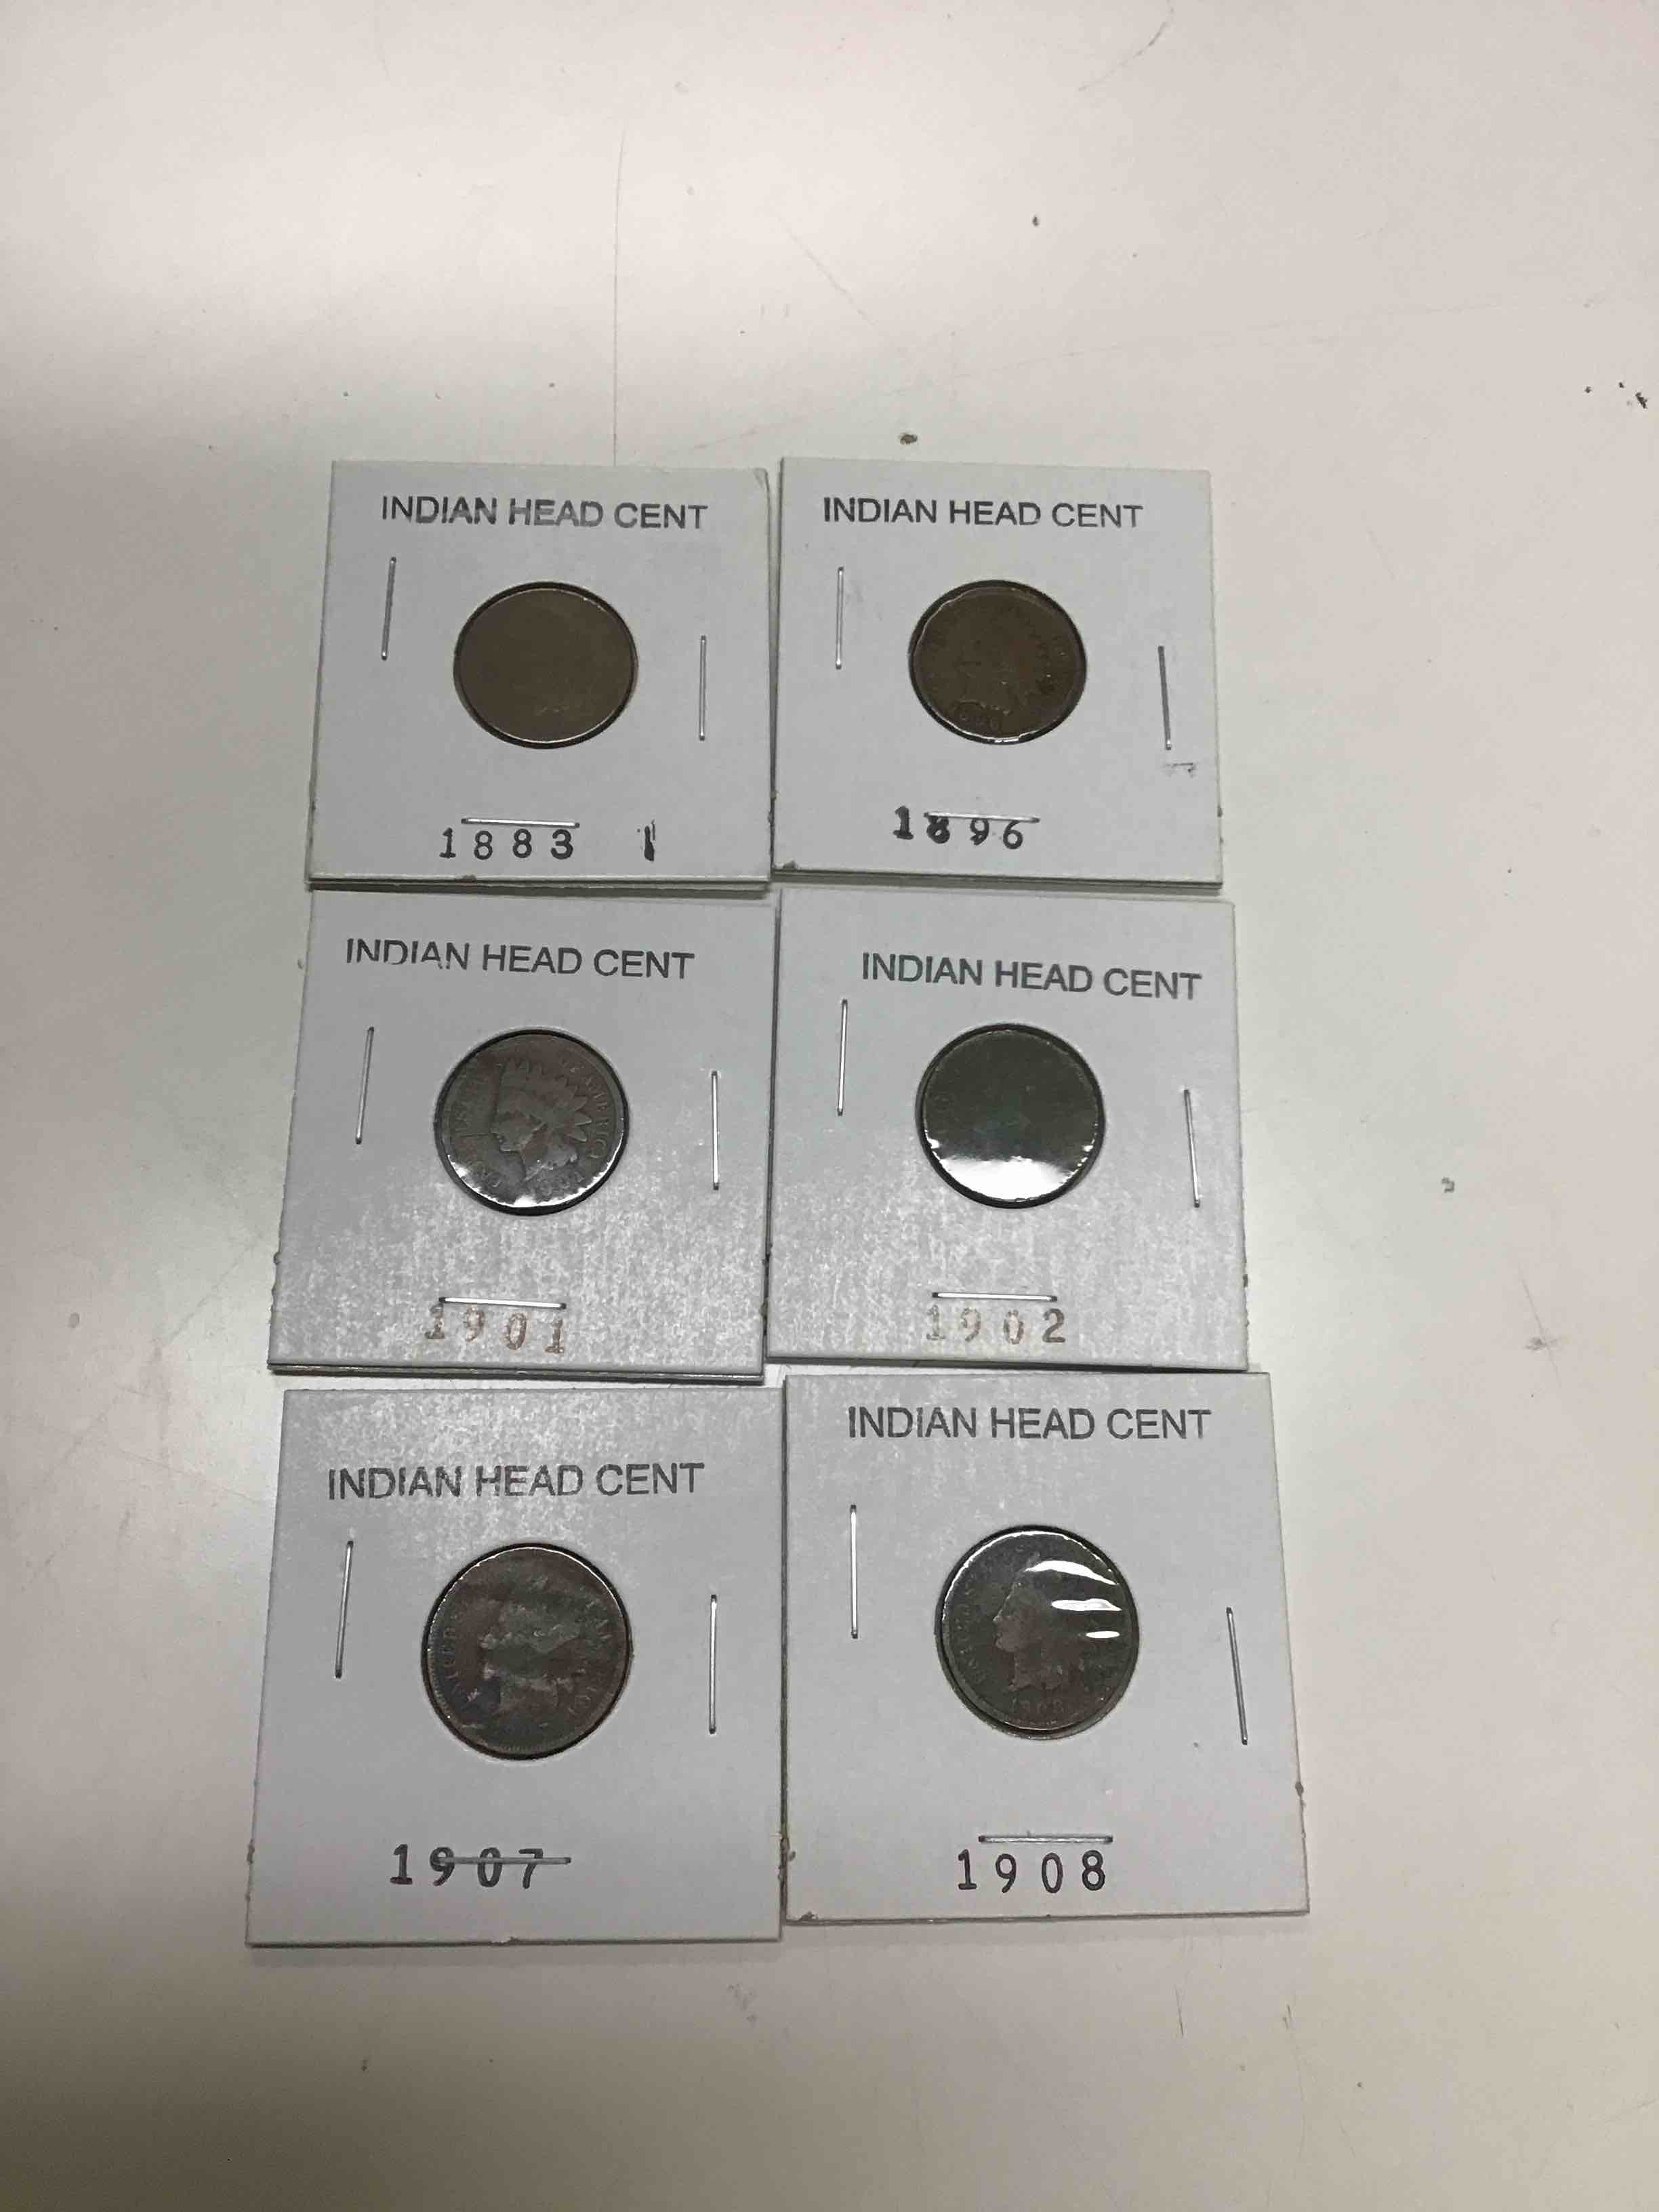 INDIAN HEAD CENT
1883 1
INDIAN HEAD CENT
1896
INDIAN HEAD CENT
1901
INDIAN HEAD CENT
1902
INDIAN HEAD CENT
1907
INDIAN HEAD CENT
1908